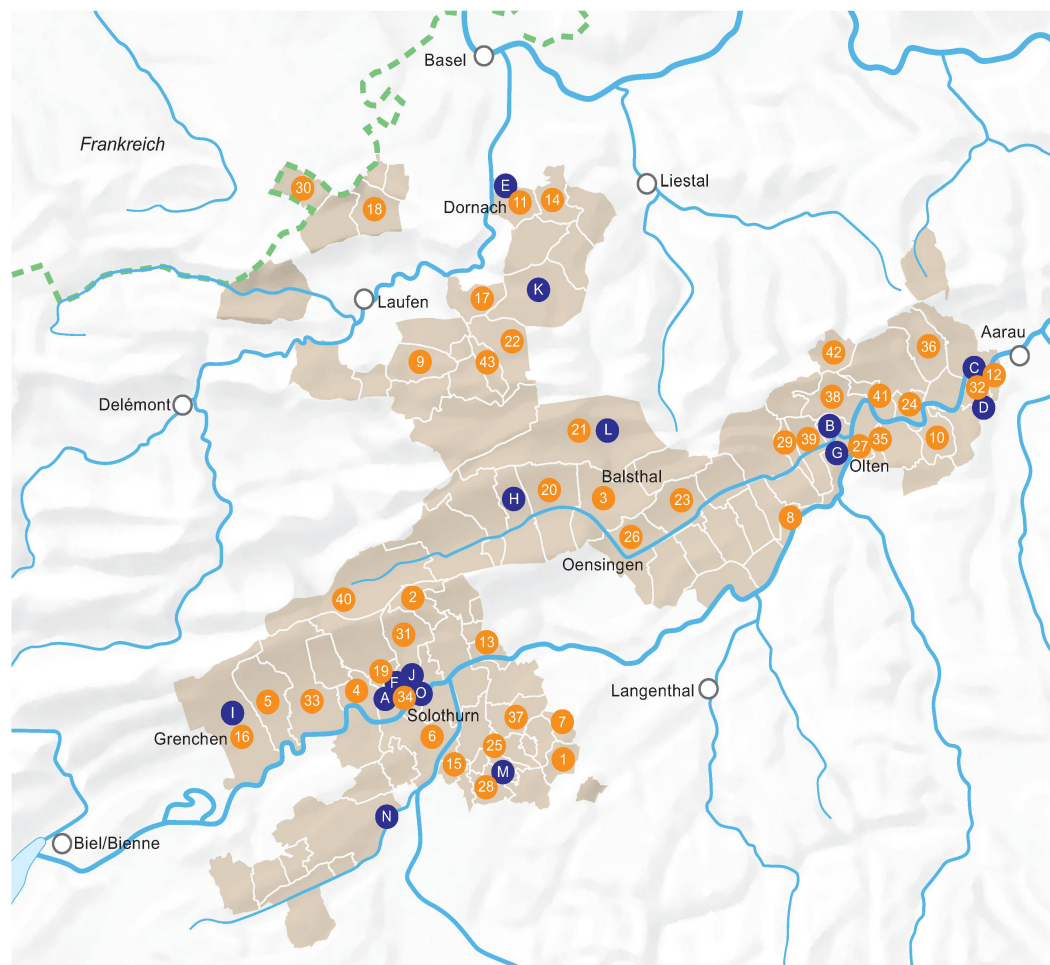 Basel
Frankreich
30
18
E
Dornach
11
14
Liestal
K
17
Laufen
22
9
43
Delémont
42
36
Aarau
C
12
32
D
38
41
24
B
29
39
G
27
35
10
Olten
21
L
Balsthal
H
20
3
23
8
26
Oensingen
40
2
31
13
19
J
F
A
34
O
4
Solothurn
5
33
I
16
Grenchen
6
37
7
25
15
M
1
28
Langenthal
N
Biel/Bienne